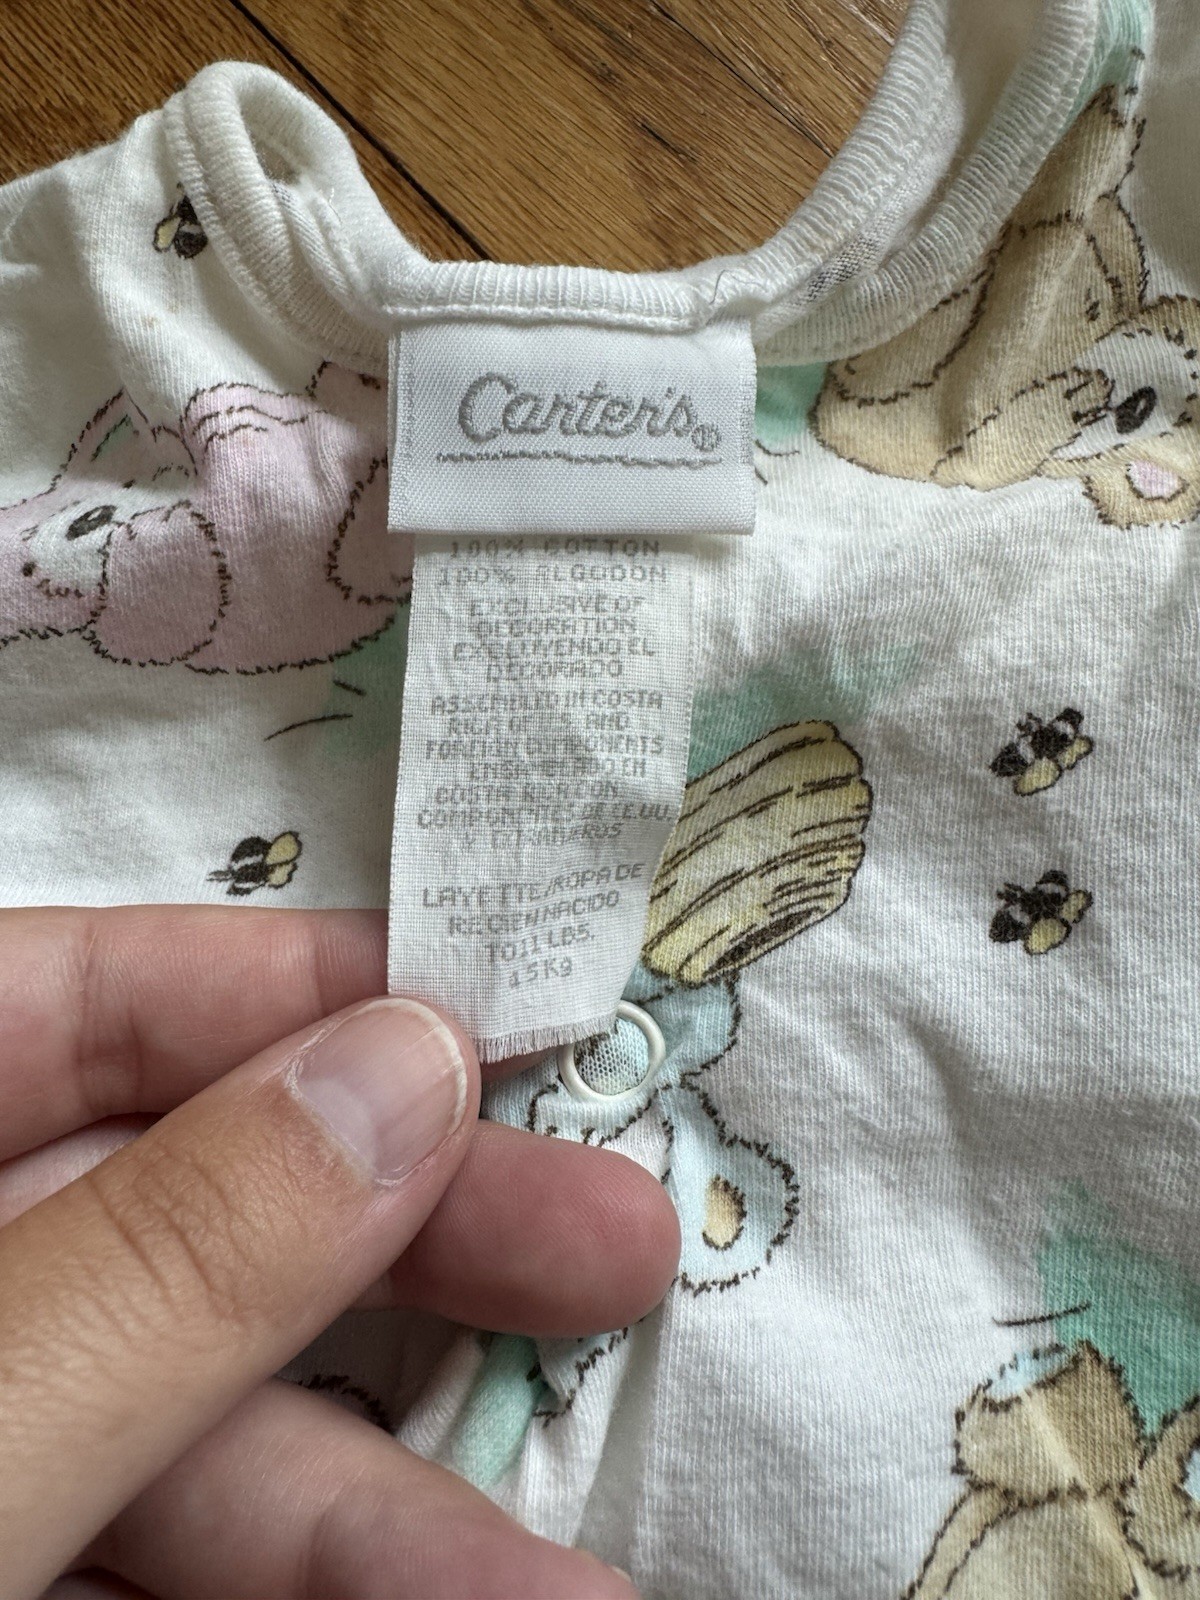 Carter's®
100% COTTON
100% ALGODON
EXCLUSIVE OF
DECORATION
EXCLUYENDO EL
DECORADO
ASSEMBLED IN COSTA
RICA OF U.S. AND
FOREIGN COMPONENTS
ENSAMBLADO EN
COSTA RICA CON
COMPONENTES DE EE.UU.
Y EXTRANJEROS
LAYETTE/ROPA DE
RECIEN NACIDO
TO 11 LBS.
Kg